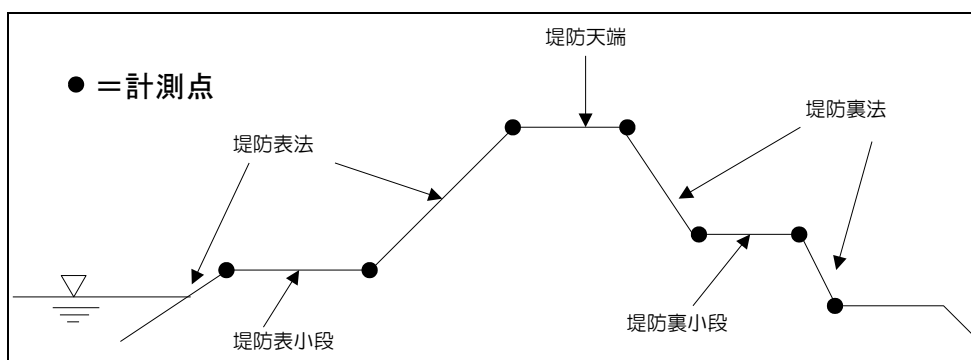 堤防天端
● =計測点
堤防裏法
堤防表法
堤防裏小段
堤防表小段